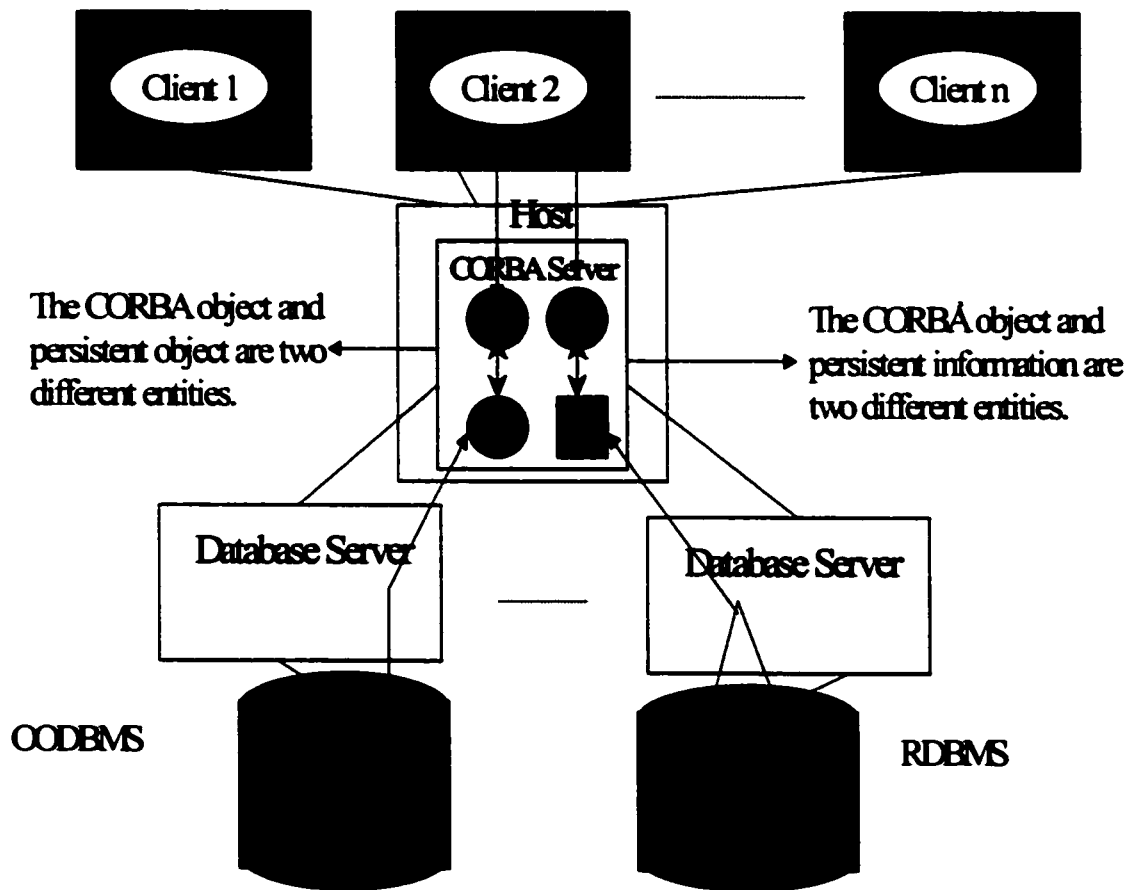 Client 1
Client 2
Client n
Host
CORBA Server
The CORBA object and
persistent object are two
different entities.
The CORBA object and
persistent information are
two different entities.
Database Server
Database Server
OODBMS
RDBMS